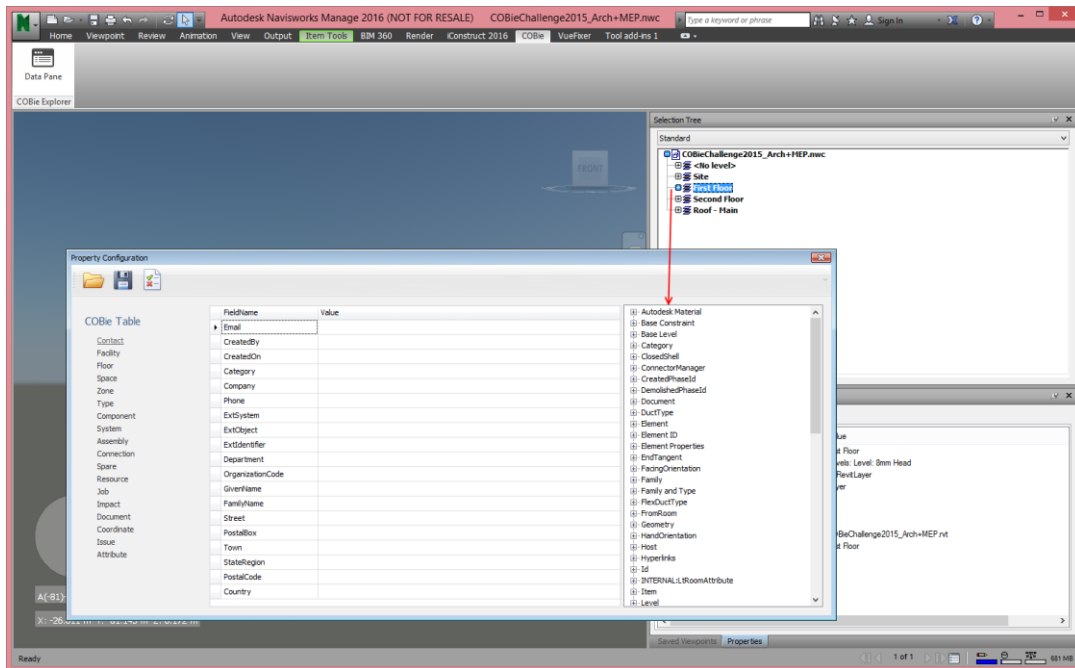 Autodesk Navisworks Manage 2016 (NOT FOR RESALE) COBieChallenge2015_Arch+MEP.nwc
Type a keyword or phrase
Sign In
Home Viewpoint Review Animation View Output Item Tools BIM 360 Render iConstruct 2016 COBie VueFixer Tool add-ins 1
Data Pane
COBie Explorer
FRONT
Selection Tree
Standard
COBieChallenge2015_Arch+MEP.nwc
<No level>
Site
First Floor
Second Floor
Roof - Main
Property Configuration
COBie Table
Contact
Facility
Floor
Space
Zone
Type
Component
System
Assembly
Connection
Spare
Resource
Job
Impact
Document
Coordinate
Issue
Attribute
FieldName Value
Email
CreatedBy
CreatedOn
Category
Company
Phone
ExtSystem
ExtObject
ExtIdentifier
Department
OrganizationCode
GivenName
FamilyName
Street
PostalBox
Town
StateRegion
PostalCode
Country
Autodesk Material
Base Constraint
Base Level
Category
ClosedShell
ConnectorManager
CreatedPhaseId
DemolishedPhaseId
Document
DuctType
Element
Element ID
Element Properties
EndTangent
FacingOrientation
Family
Family and Type
FlexDuctType
FromRoom
Geometry
HandOrientation
Host
Hyperlinks
Id
INTERNAL:LtRoomAttribute
Item
Level
lue
st Floor
vels: Level: 8mm Head
RevitLayer
yer
OBieChallenge2015_Arch+MEP.rvt
st Floor
A(-81)-
Saved Viewpoints Properties
Ready
1 of 1
881 MB